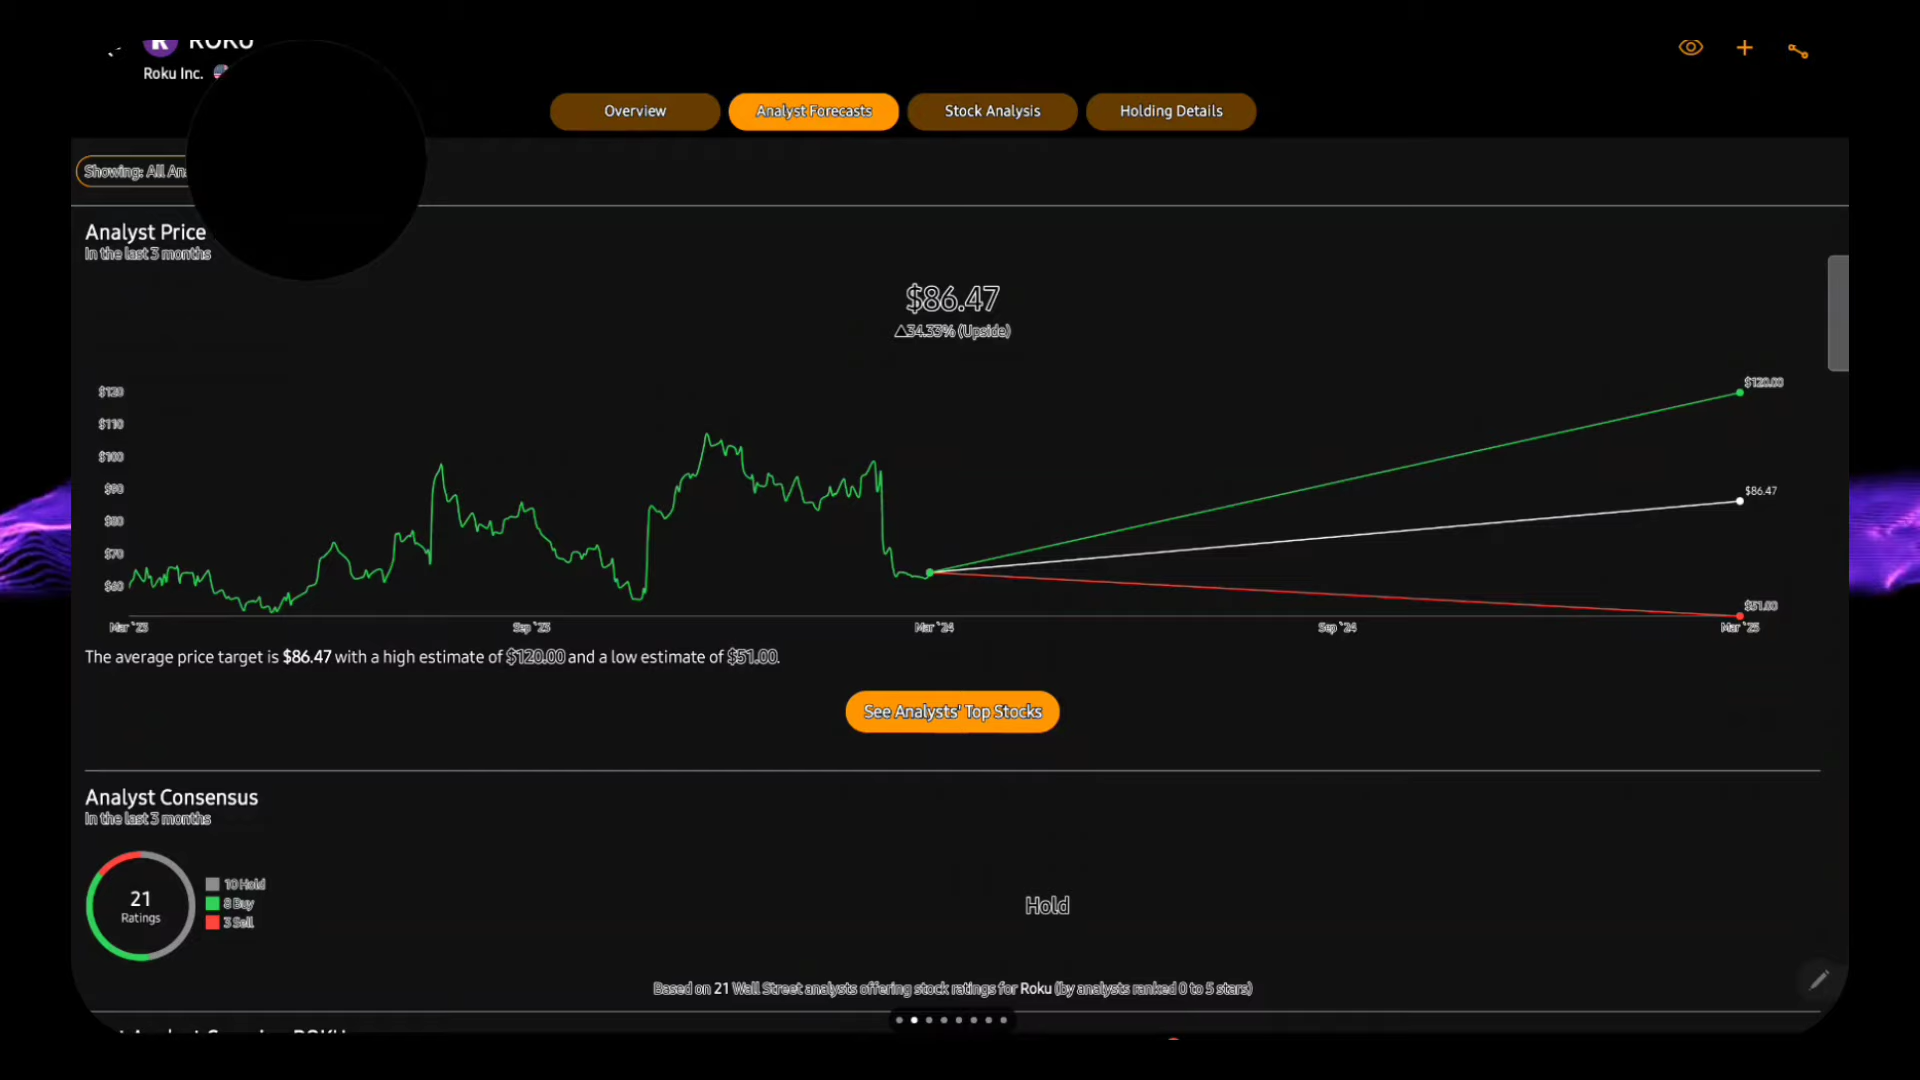 ROKU
Roku Inc.
Overview
Analyst Forecasts
Stock Analysis
Holding Details
Showing: All
Analyst Price
In the last 3 months
$86.47
△34.33% (Upside)
$120
$110
$100
$90
$80
$70
$60
$120.00
$86.47
$51.00
Mar '23
Sep '23
Mar '24
Sep '24
Mar '25
The average price target is $86.47 with a high estimate of $120.00 and a low estimate of $51.00.
See Analysts' Top Stocks
Analyst Consensus
In the last 3 months
21
Ratings
10 Hold
8 Buy
3 Sell
Hold
Based on 21 Wall Street analysts offering stock ratings for Roku (by analysts ranked 0 to 5 stars)